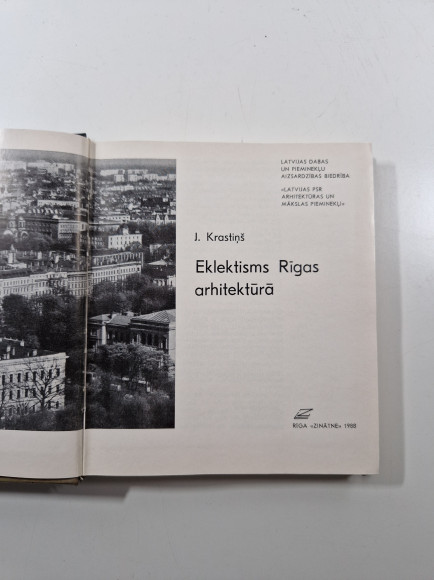 LATVIJAS DABAS
UN PIEMINEKĻU
AIZSARDZĪBAS BIEDRĪBA
«LATVIJAS PSR
ARHITEKTŪRAS UN
MĀKSLAS PIEMINEKĻI»
J. Krastiņš
Eklektisms Rīgas
arhitektūrā
RĪGA «ZINĀTNE» 1988